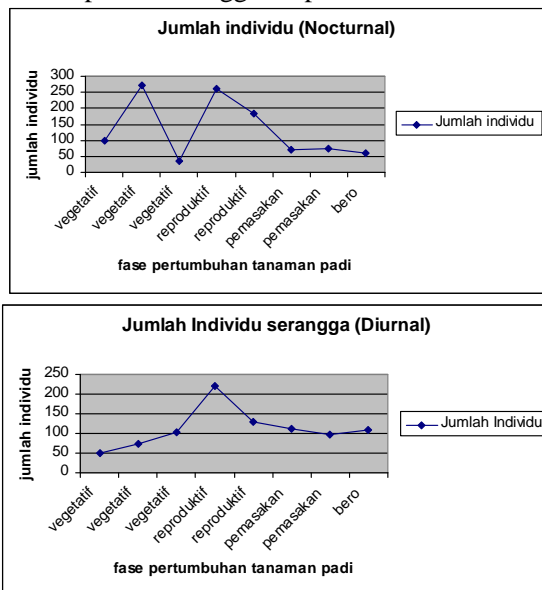 Jumlah individu (Nocturnal)
300
250
200
150
100
50
0
jumlah individu
vegetatif
vegetatif
vegetatif
reproduktif
reproduktif
pemasakan
pemasakan
bero
fase pertumbuhan tanaman padi
Jumlah individu
Jumlah Individu serangga (Diurnal)
250
200
150
100
50
0
jumlah individu
vegetatif
vegetatif
vegetatif
reproduktif
reproduktif
pemasakan
pemasakan
bero
fase pertumbuhan tanaman padi
Jumlah Individu